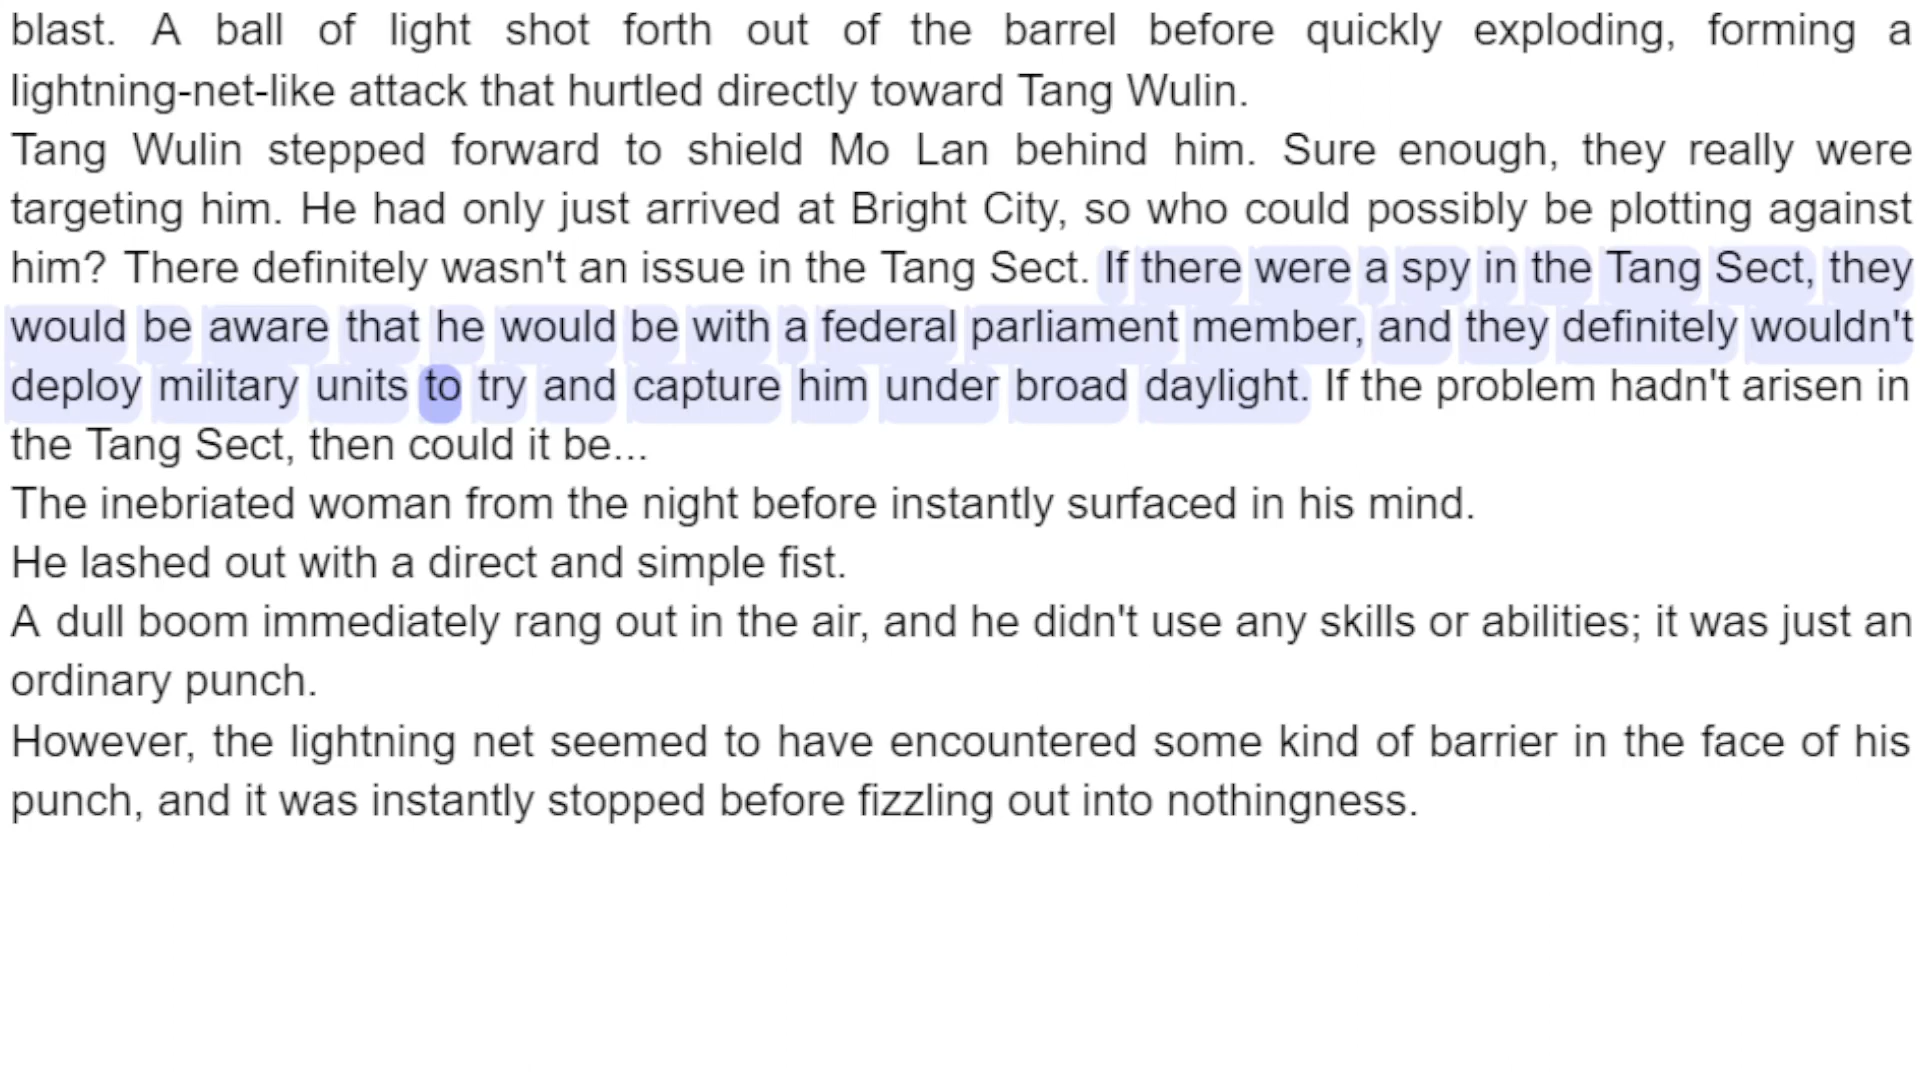 blast. A ball of light shot forth out of the barrel before quickly exploding, forming a
lightning-net-like attack that hurtled directly toward Tang Wulin.
Tang Wulin stepped forward to shield Mo Lan behind him. Sure enough, they really were
targeting him. He had only just arrived at Bright City, so who could possibly be plotting against
him? There definitely wasn't an issue in the Tang Sect. If there were a spy in the Tang Sect, they
would be aware that he would be with a federal parliament member, and they definitely wouldn't
deploy military units to try and capture him under broad daylight. If the problem hadn't arisen in
the Tang Sect, then could it be...
The inebriated woman from the night before instantly surfaced in his mind.
He lashed out with a direct and simple fist.
A dull boom immediately rang out in the air, and he didn't use any skills or abilities; it was just an
ordinary punch.
However, the lightning net seemed to have encountered some kind of barrier in the face of his
punch, and it was instantly stopped before fizzling out into nothingness.